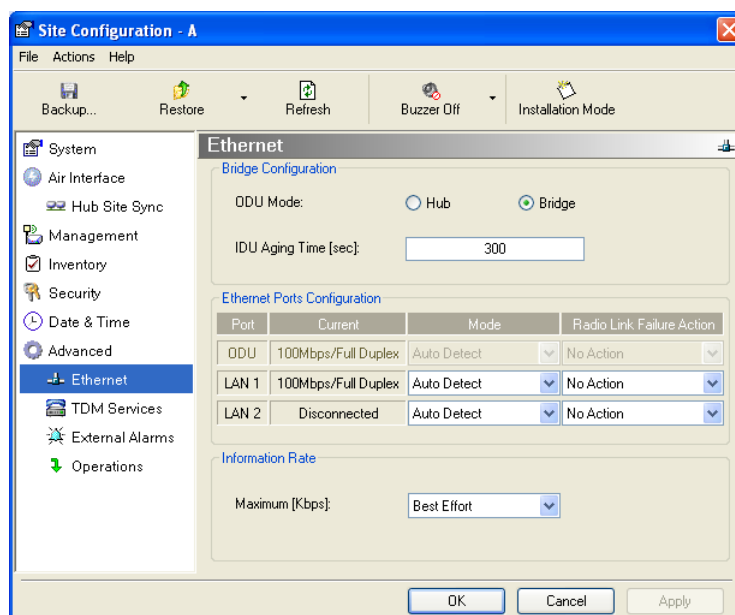 Site Configuration - A
File Actions Help
Backup... Restore Refresh Buzzer Off Installation Mode
System
Air Interface
Hub Site Sync
Management
Inventory
Security
Date & Time
Advanced
Ethernet
TDM Services
External Alarms
Operations
Ethernet
Bridge Configuration
ODU Mode: Hub Bridge
IDU Aging Time [sec]: 300
Ethernet Ports Configuration
Port Current Mode Radio Link Failure Action
ODU 100Mbps/Full Duplex Auto Detect No Action
LAN 1 100Mbps/Full Duplex Auto Detect No Action
LAN 2 Disconnected Auto Detect No Action
Information Rate
Maximum [Kbps]: Best Effort
OK Cancel Apply